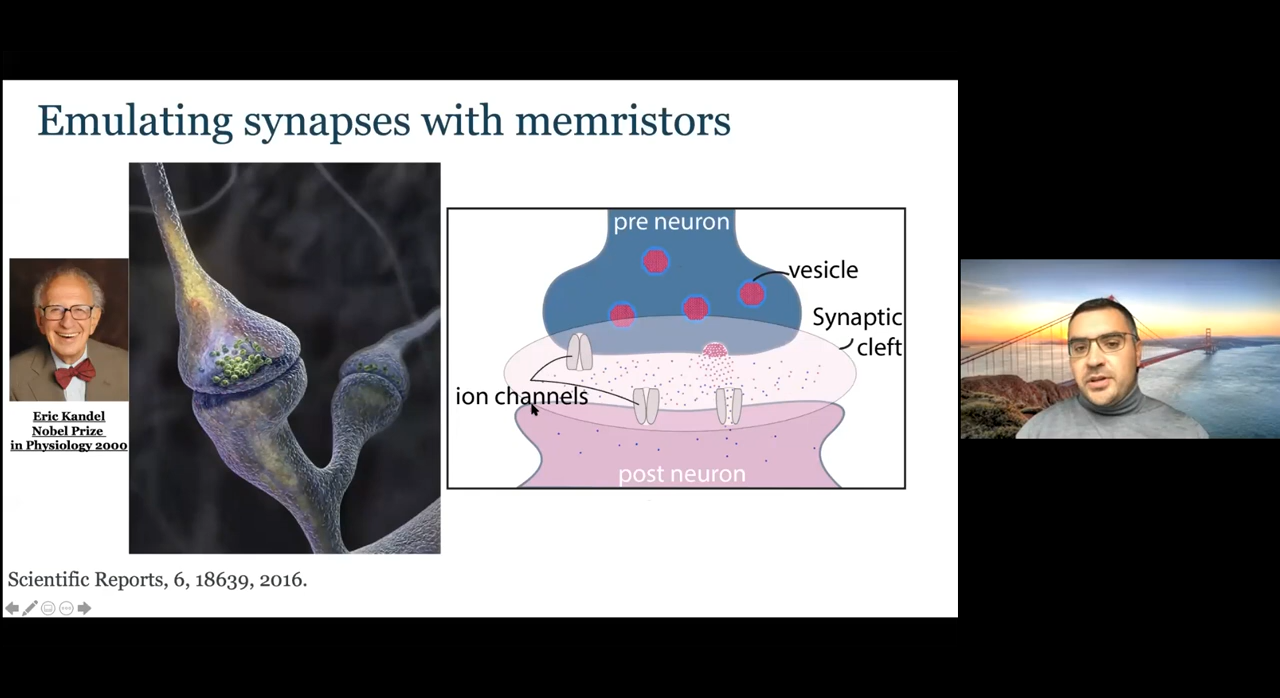 Emulating synapses with memristors
Eric Kandel
Nobel Prize
in Physiology 2000
pre neuron
vesicle
Synaptic
cleft
ion channels
post neuron
Scientific Reports, 6, 18639, 2016.